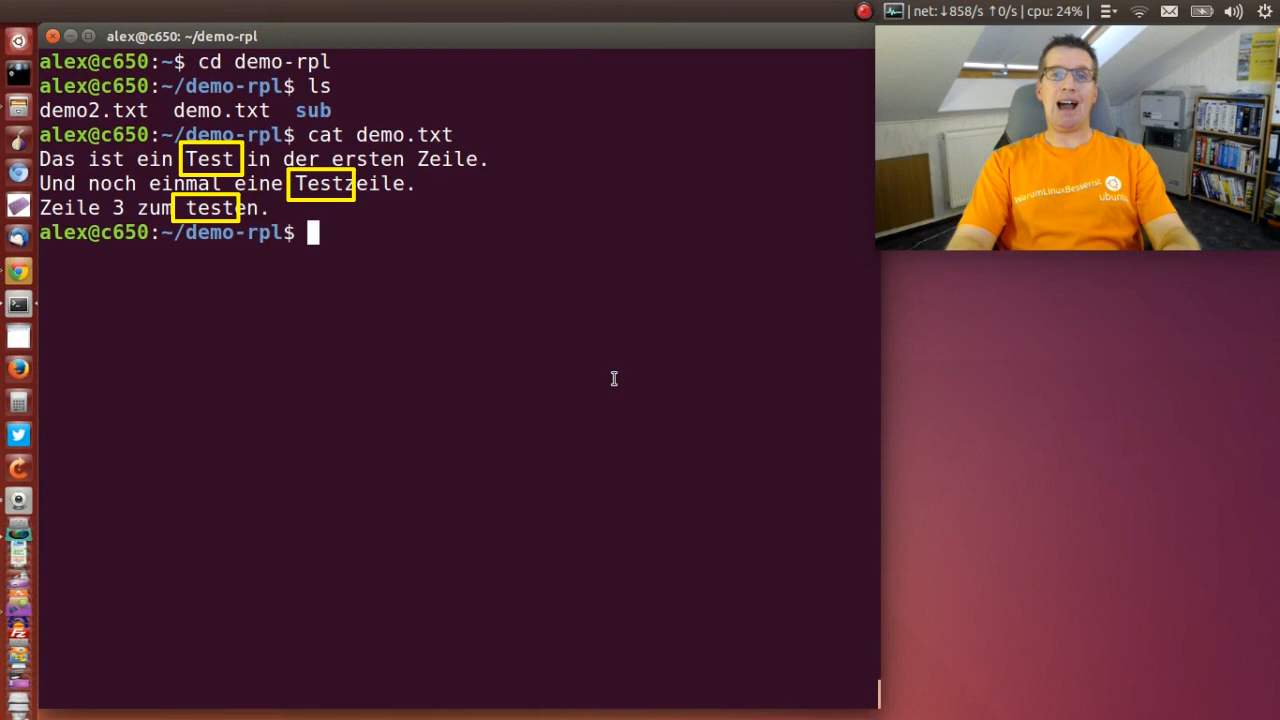 net:↓858/s ↑0/s | cpu: 24%
alex@c650: ~/demo-rpl
alex@c650:~$ cd demo-rpl
alex@c650:~/demo-rpl$ ls
demo2.txt demo.txt sub
alex@c650:~/demo-rpl$ cat demo.txt
Das ist ein Test in der ersten Zeile.
Und noch einmal eine Testzeile.
Zeile 3 zum testen.
alex@c650:~/demo-rpl$
WarumLinuxBesserIst
ubuntu